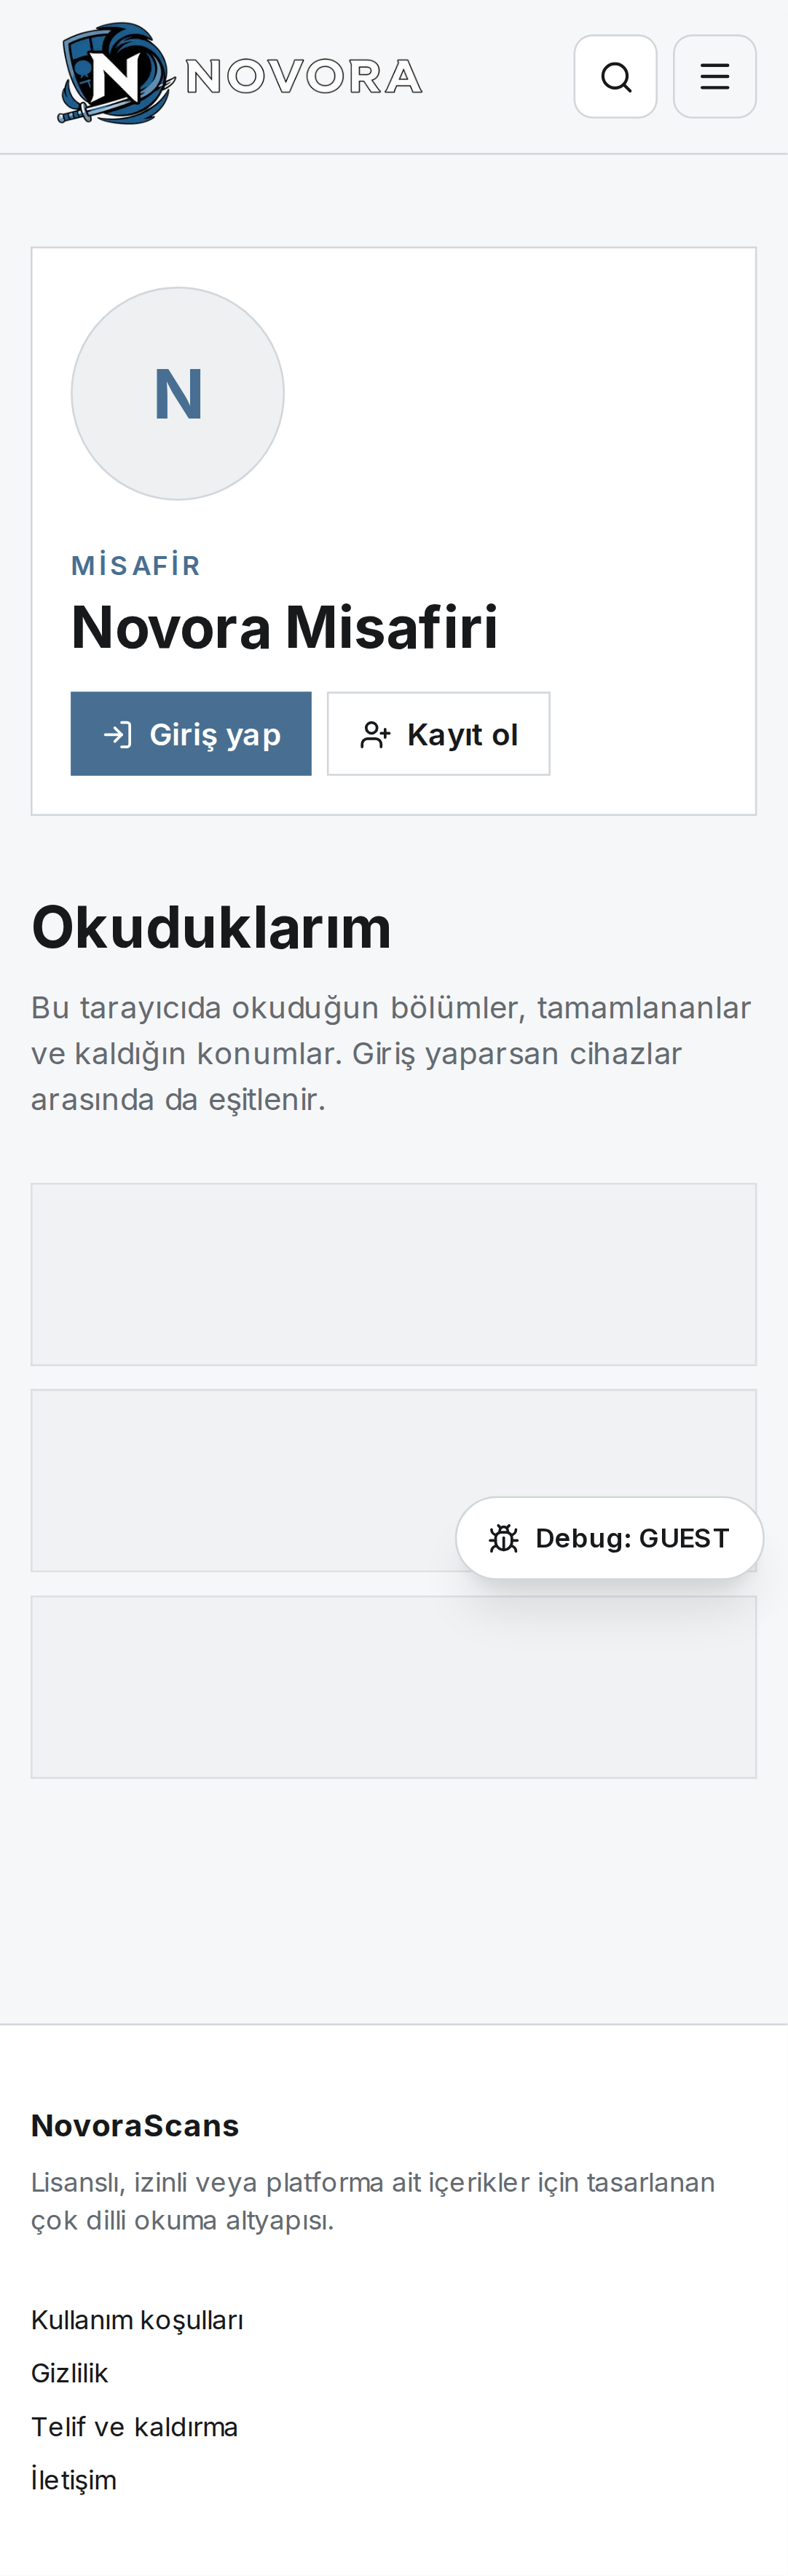 N NOVORA
N
MİSAFİR
Novora Misafiri
Giriş yap
Kayıt ol
Okuduklarım
Bu tarayıcıda okuduğun bölümler, tamamlananlar
ve kaldığın konumlar. Giriş yaparsan cihazlar
arasında da eşitlenir.
Debug: GUEST
NovoraScans
Lisanslı, izinli veya platforma ait içerikler için tasarlanan
çok dilli okuma altyapısı.
Kullanım koşulları
Gizlilik
Telif ve kaldırma
İletişim